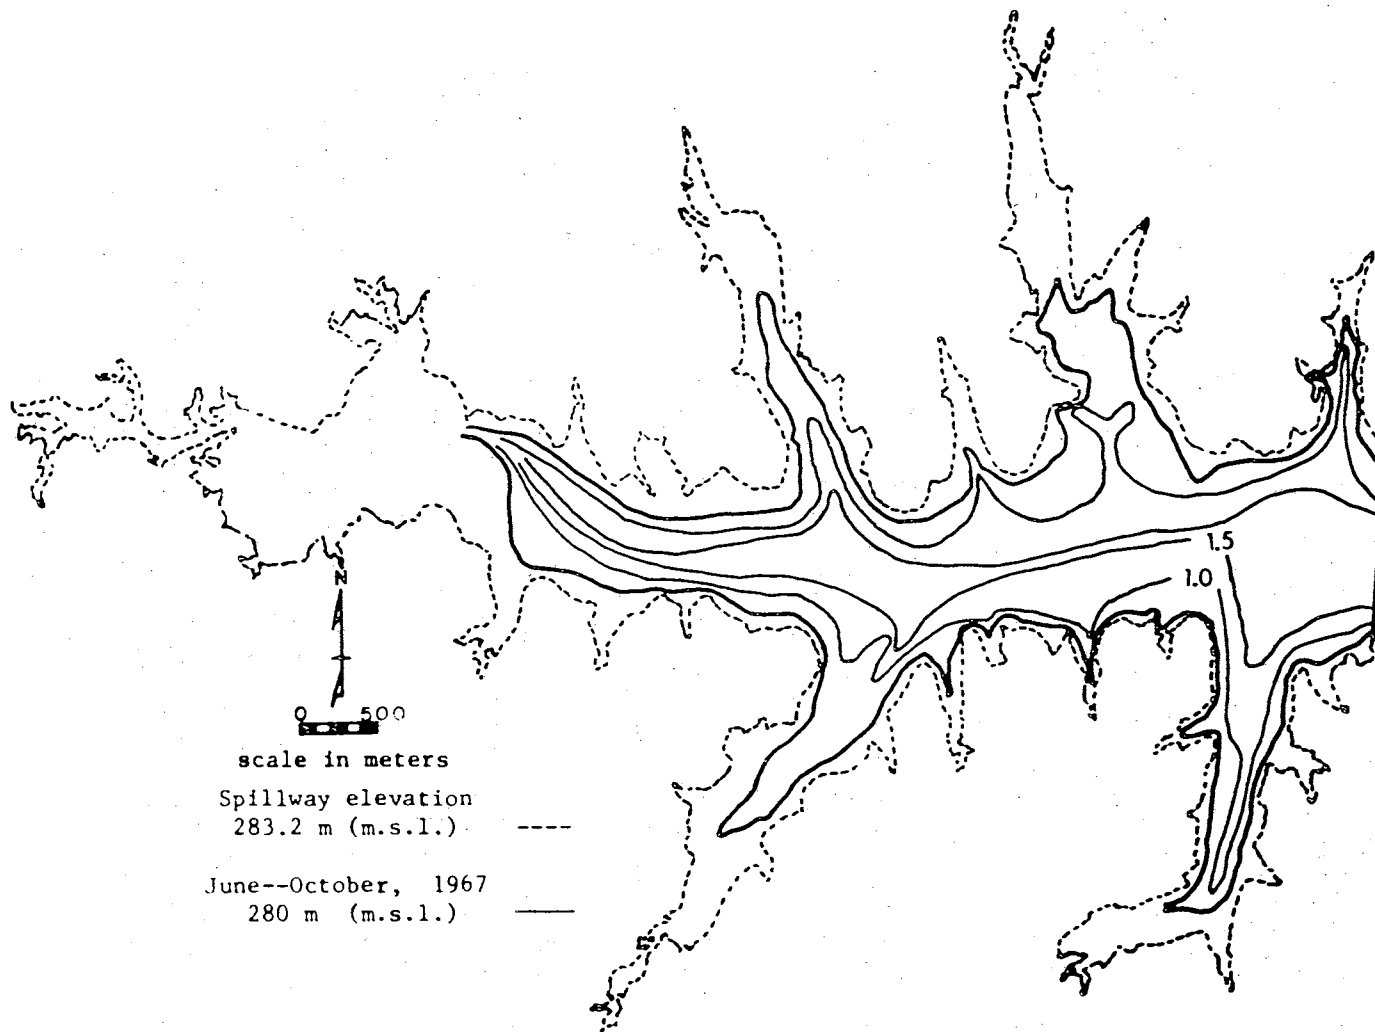 1.5
1.0
N
0 500
scale in meters
Spillway elevation
283.2 m (m.s.l.) ----
June--October, 1967
280 m (m.s.l.) ——